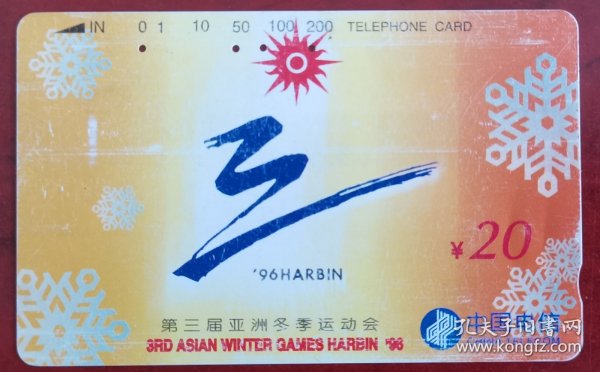 IN 0 1 10 50 100 200 TELEPHONE CARD
'96HARBIN
¥20
第三届亚洲冬季运动会
3RD ASIAN WINTER GAMES HARBIN '96
中国电信
孔夫子旧书网
www.kongfz.com